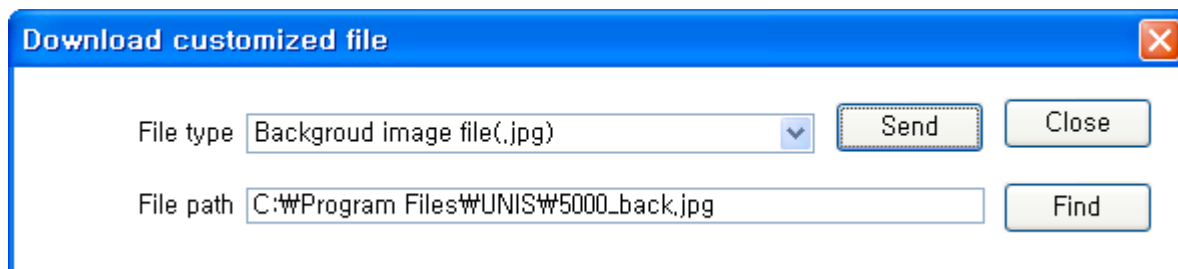 Download customized file
File type Backgroud image file(.jpg) Send Close
File path C:₩Program Files₩UNIS₩5000_back.jpg Find